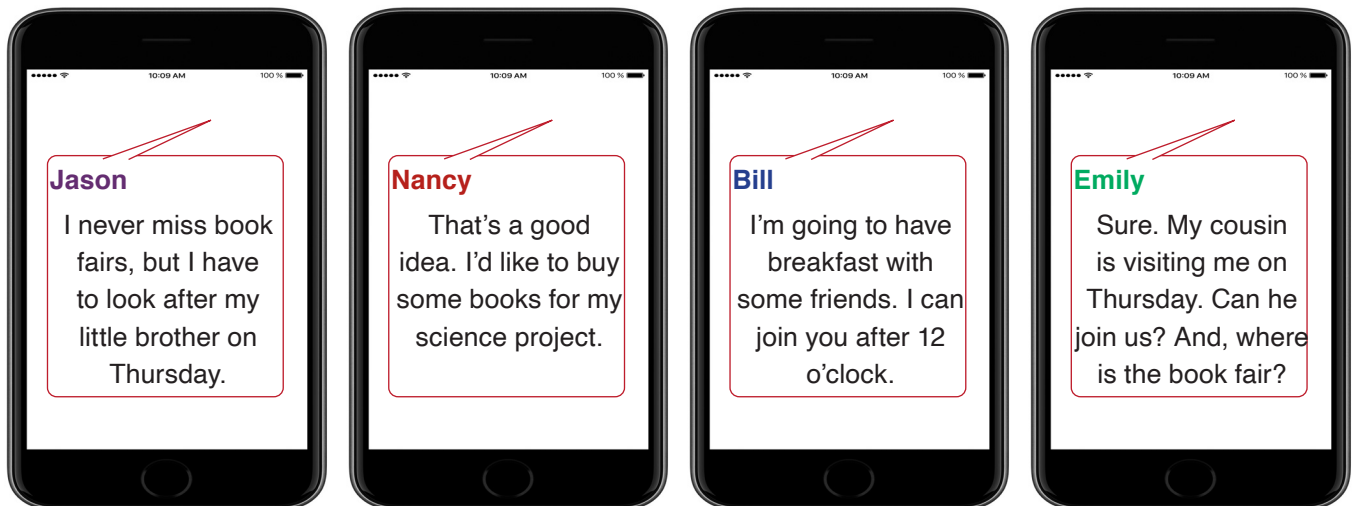 10:09 AM 100 %
Jason
I never miss book
fairs, but I have
to look after my
little brother on
Thursday.
10:09 AM 100 %
Nancy
That's a good
idea. I'd like to buy
some books for my
science project.
10:09 AM 100 %
Bill
I'm going to have
breakfast with
some friends. I can
join you after 12
o'clock.
10:09 AM 100 %
Emily
Sure. My cousin
is visiting me on
Thursday. Can he
join us? And, where
is the book fair?